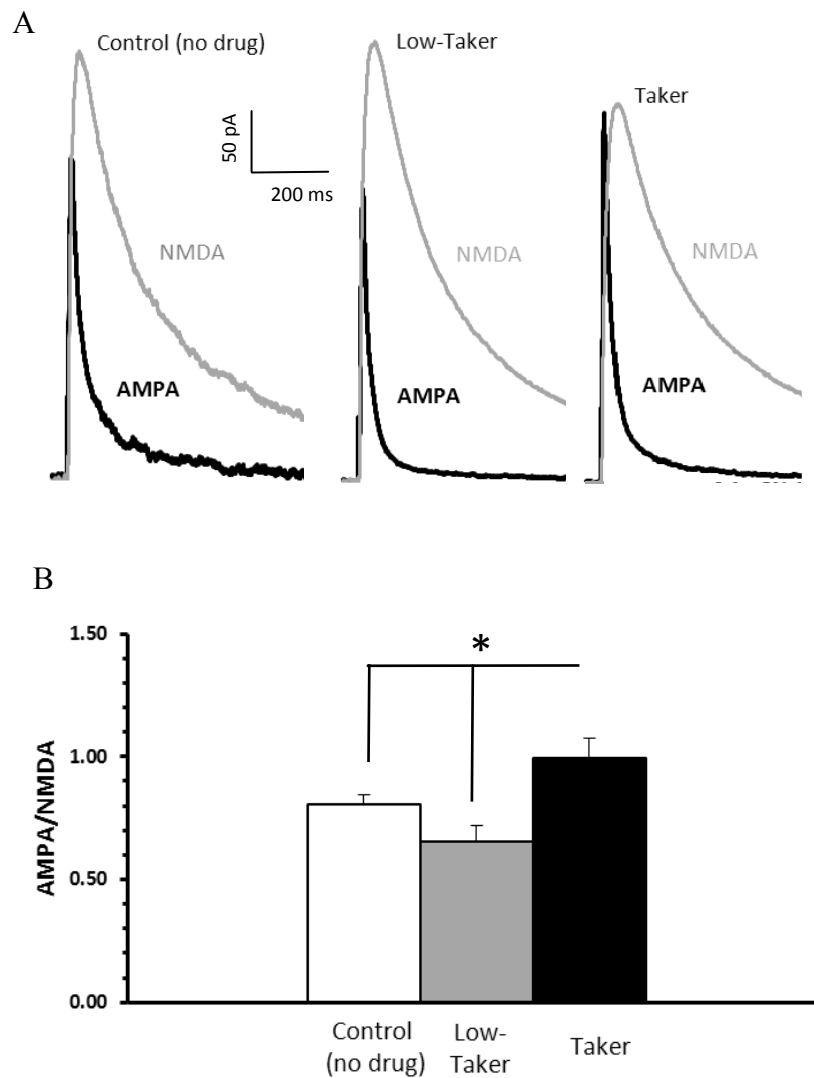 A
Control (no drug)
Low-Taker
Taker
50 pA
200 ms
NMDA
NMDA
NMDA
AMPA
AMPA
AMPA
B
*
1.50
1.00
0.50
0.00
AMPA/NMDA
Control
(no drug)
Low-
Taker
Taker